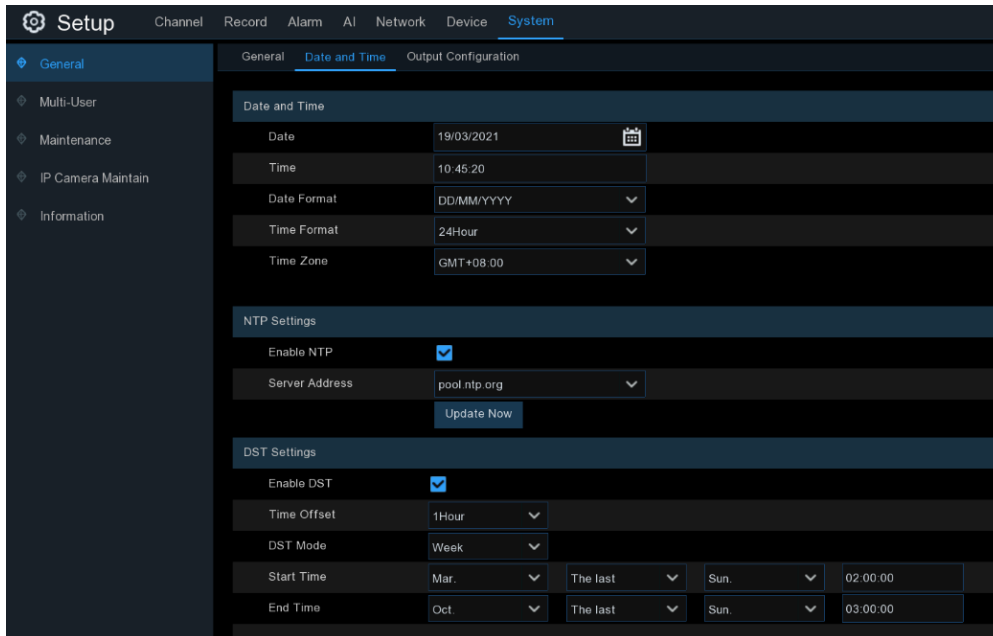 Setup Channel Record Alarm AI Network Device System
General
Multi-User
Maintenance
IP Camera Maintain
Information
General Date and Time Output Configuration
Date and Time
Date 19/03/2021
Time 10:45:20
Date Format DD/MM/YYYY
Time Format 24Hour
Time Zone GMT+08:00
NTP Settings
Enable NTP
Server Address pool.ntp.org
Update Now
DST Settings
Enable DST
Time Offset 1Hour
DST Mode Week
Start Time Mar. The last Sun. 02:00:00
End Time Oct. The last Sun. 03:00:00